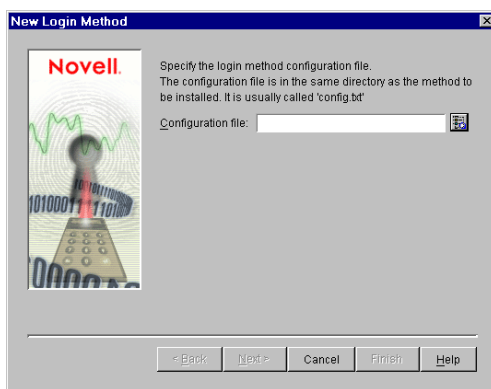 New Login Method
Novell.
Specify the login method configuration file.
The configuration file is in the same directory as the method to
be installed. It is usually called 'config.txt'
Configuration file:
1010001111101010
< Back Next > Cancel Finish Help